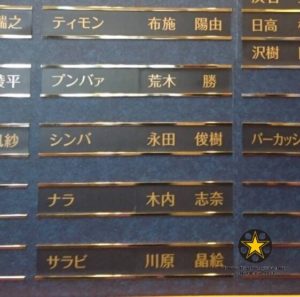 ティモン 布施 陽由
日高
沢樹
プンバァ 荒木 勝
綾平
シンバ 永田 俊樹
パーカッシ
ナラ 木内 志奈
サラビ 川原 晶絵